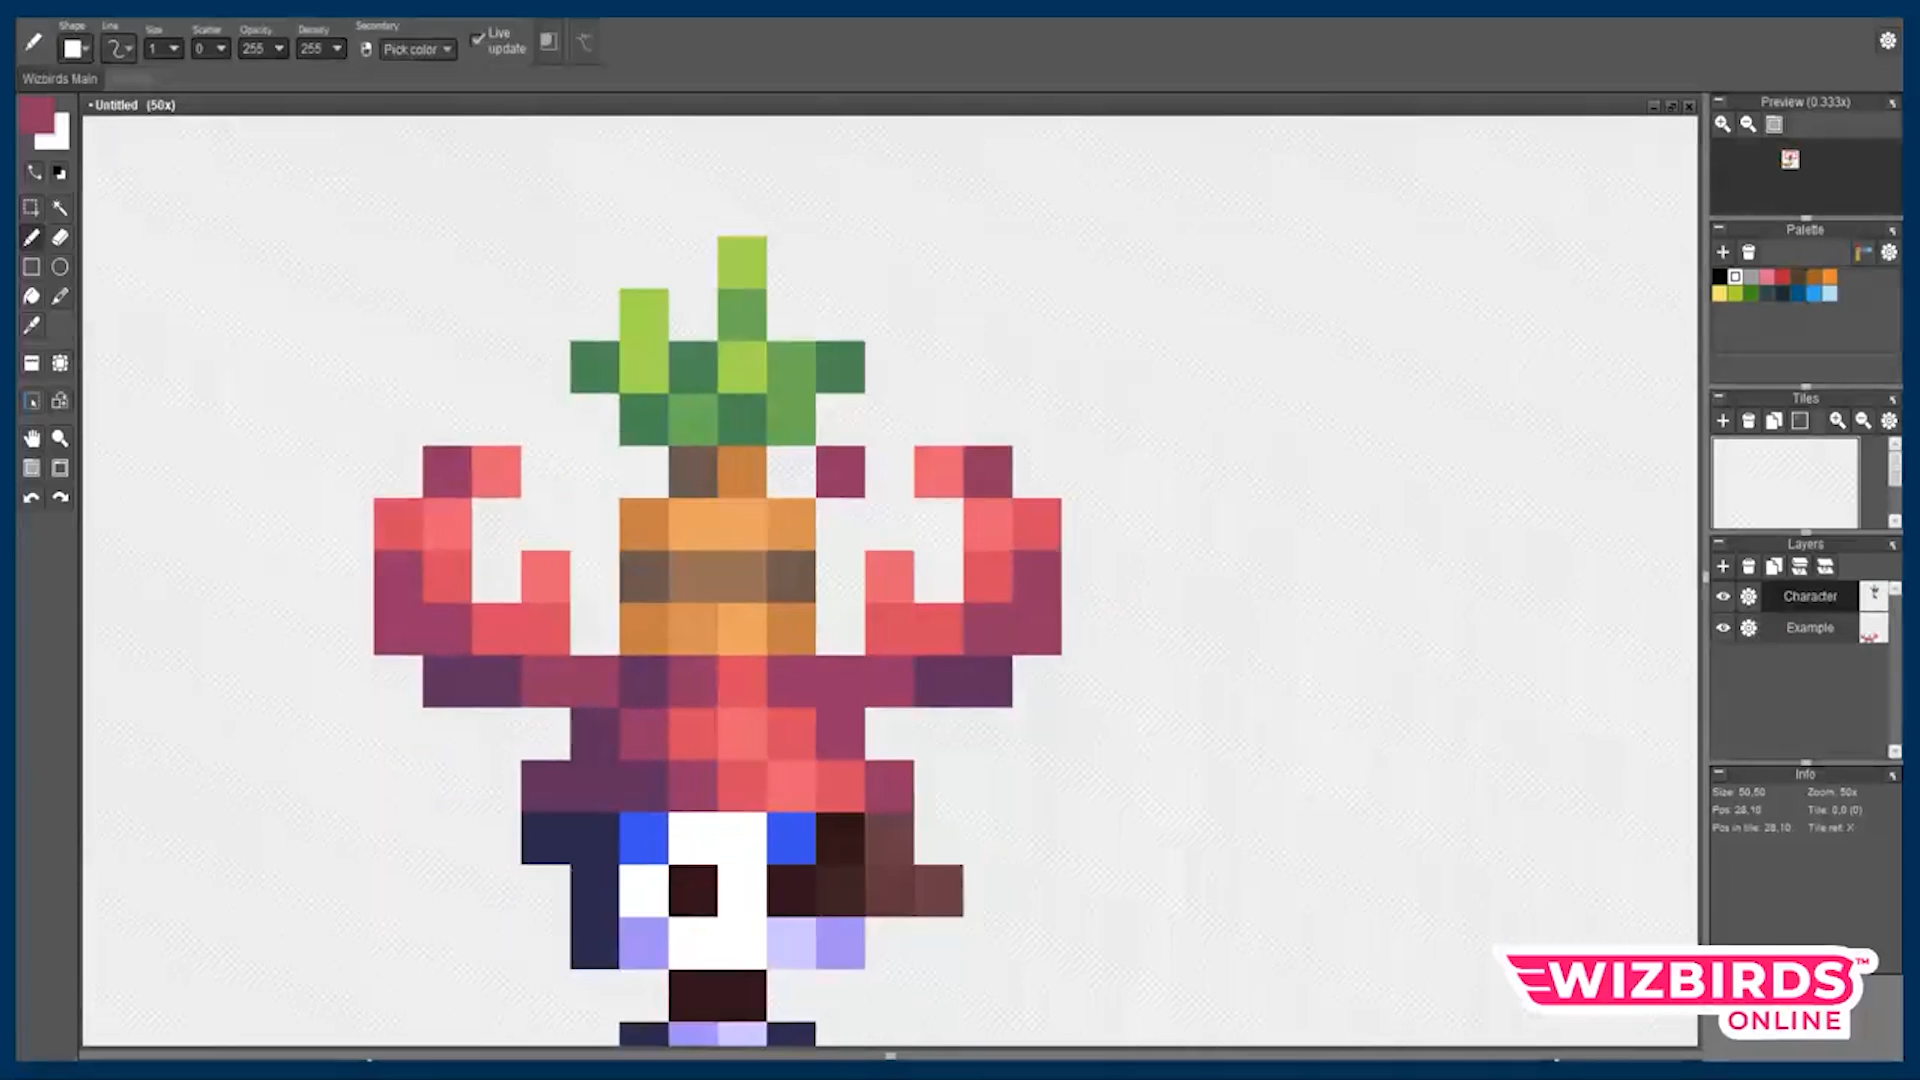 Shape Line Size Scatter Opacity Density Secondary
1 0 255 255 Pick color Live update
Wizbirds Main
Untitled (50x)
Preview (0.333x)
Palette
Tiles
Layers
Character
Example
Info
Size: 50,50 Zoom: 50x
Pos: 28,10 Tile: 0,0 (0)
Pos in tile: 28,10 Tile ref: X
WIZBIRDS™
ONLINE